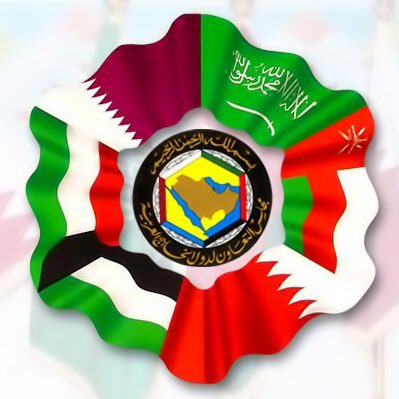 لا إله إلا الله محمد رسول الله
بسم الله الرحمن الرحيم
مجلس التعاون لدول الخليج العربية